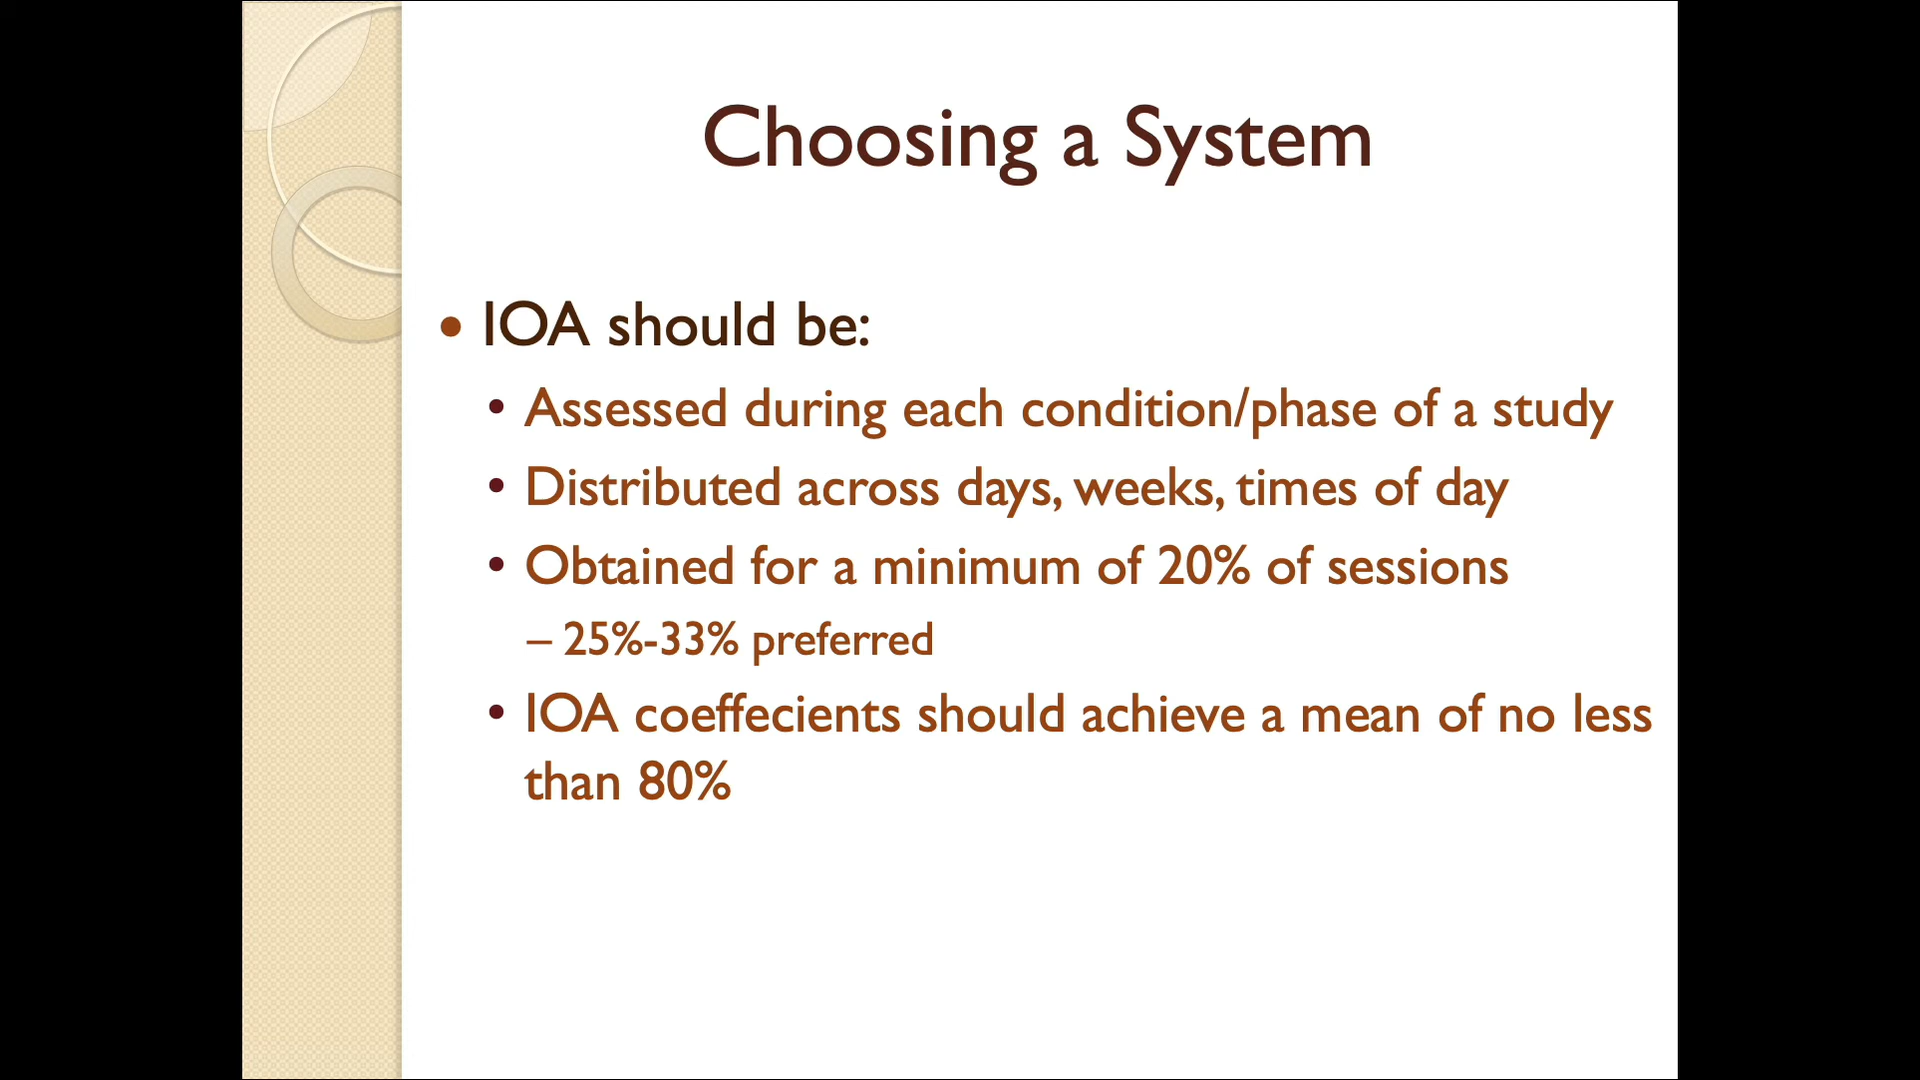 Choosing a System
• IOA should be:
• Assessed during each condition/phase of a study
• Distributed across days, weeks, times of day
• Obtained for a minimum of 20% of sessions
– 25%-33% preferred
• IOA coeffecients should achieve a mean of no less
than 80%